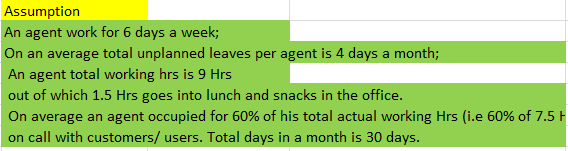 Assumption
An agent work for 6 days a week;
On an average total unplanned leaves per agent is 4 days a month;
An agent total working hrs is 9 Hrs
out of which 1.5 Hrs goes into lunch and snacks in the office.
On average an agent occupied for 60% of his total actual working Hrs (i.e 60% of 7.5
on call with customers/ users. Total days in a month is 30 days.